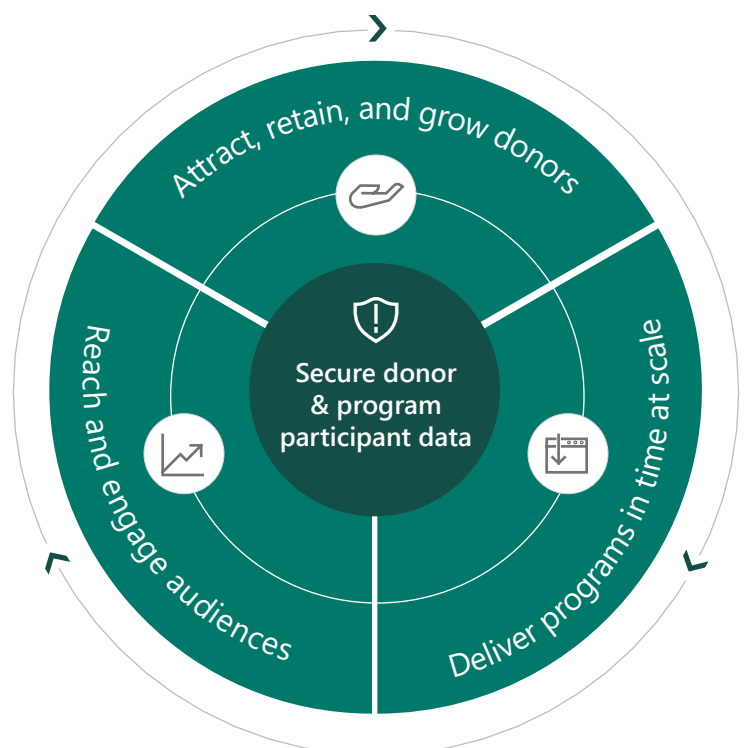 Attract, retain, and grow donors
Secure donor
& program
participant data
Reach and engage audiences
Deliver programs in time at scale